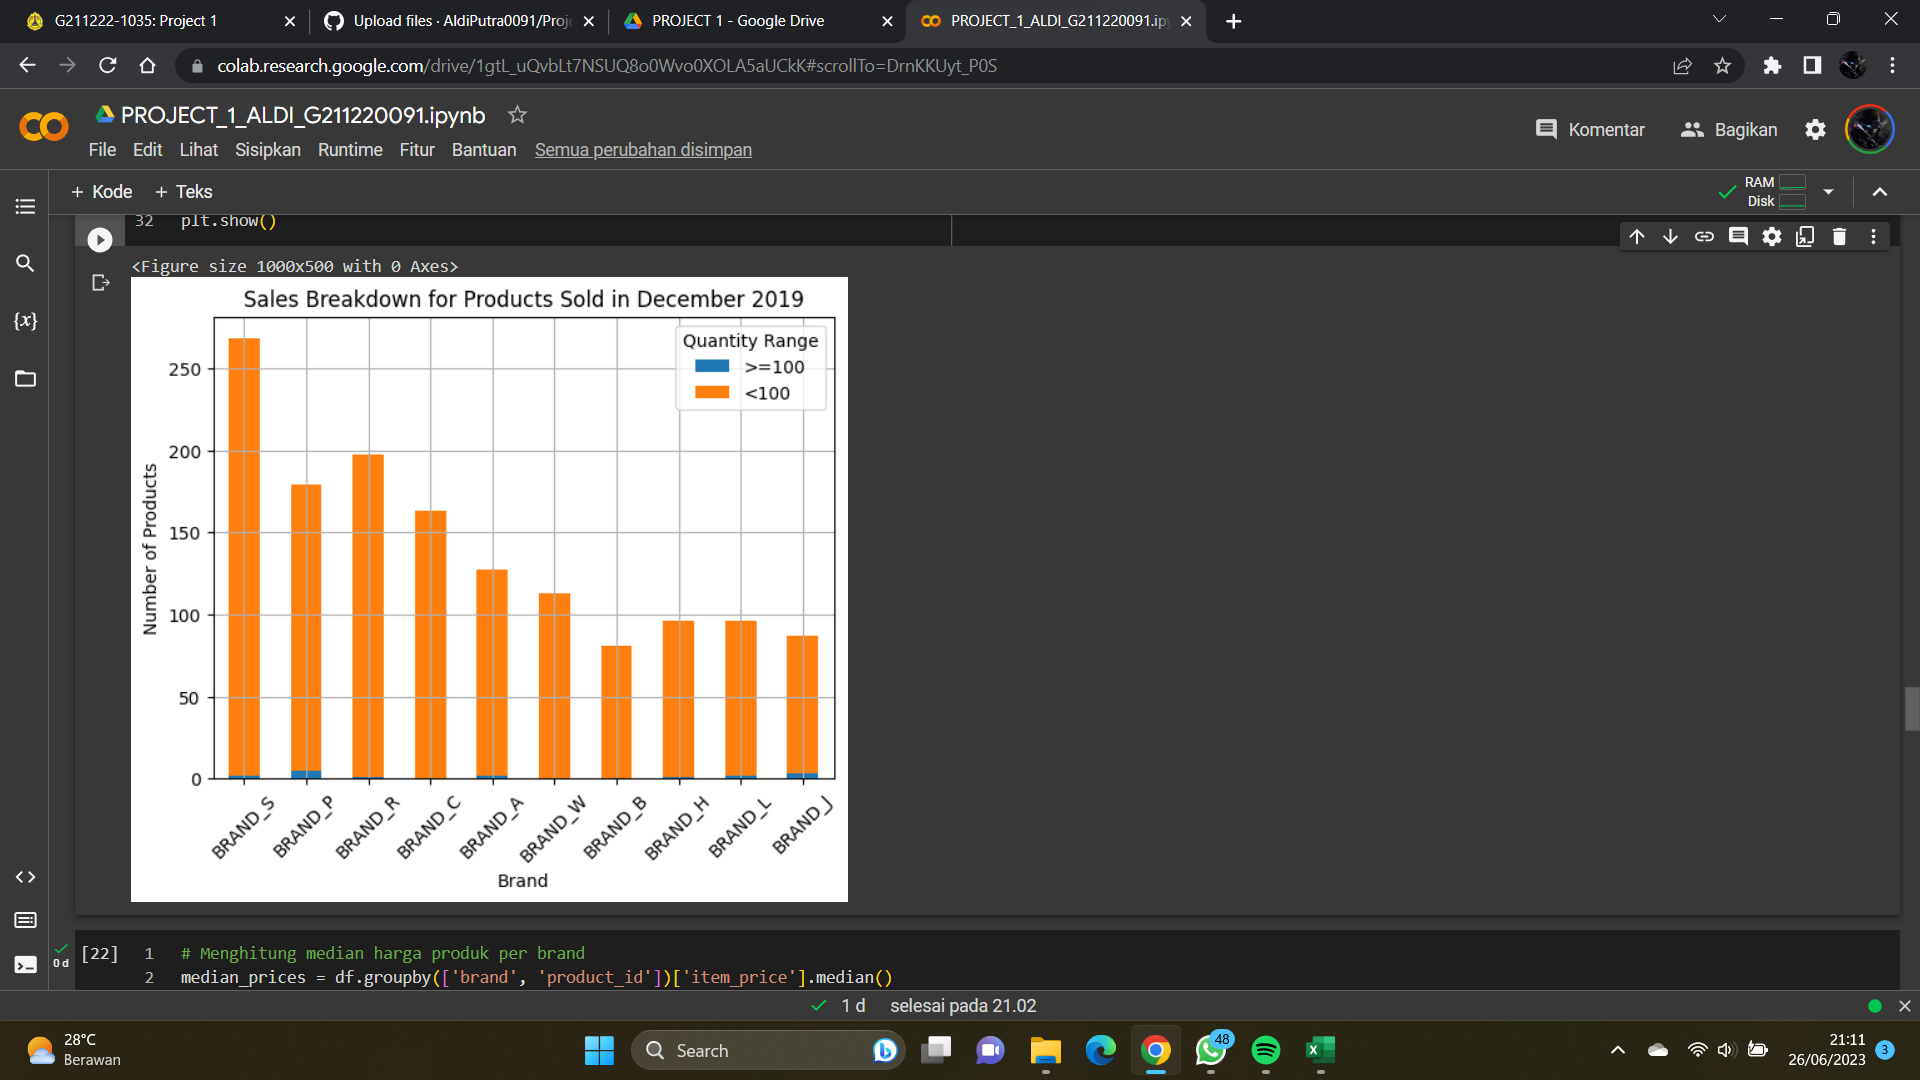 G211222-1035: Project 1
Upload files · AldiPutra0091/Proj
PROJECT 1 - Google Drive
PROJECT_1_ALDI_G211220091.ip
colab.research.google.com/drive/1gtL_uQvbLt7NSUQ8o0Wvo0XOLA5aUCkK#scrollTo=DrnKKUyt_P0S
PROJECT_1_ALDI_G211220091.ipynb
Komentar
Bagikan
File Edit Lihat Sisipkan Runtime Fitur Bantuan Semua perubahan disimpan
+ Kode + Teks
RAM
Disk
32 plt.show()
<Figure size 1000x500 with 0 Axes>
Sales Breakdown for Products Sold in December 2019
Quantity Range
>=100
<100
250
200
150
100
50
0
Number of Products
BRAND_S
BRAND_P
BRAND_R
BRAND_C
BRAND_A
BRAND_W
BRAND_B
BRAND_H
BRAND_L
BRAND_J
Brand
{x}
0 d
[22] 1 # Menghitung median harga produk per brand
2 median_prices = df.groupby(['brand', 'product_id'])['item_price'].median()
1 d selesai pada 21.02
28°C
Berawan
Search
48
21:11
26/06/2023
3